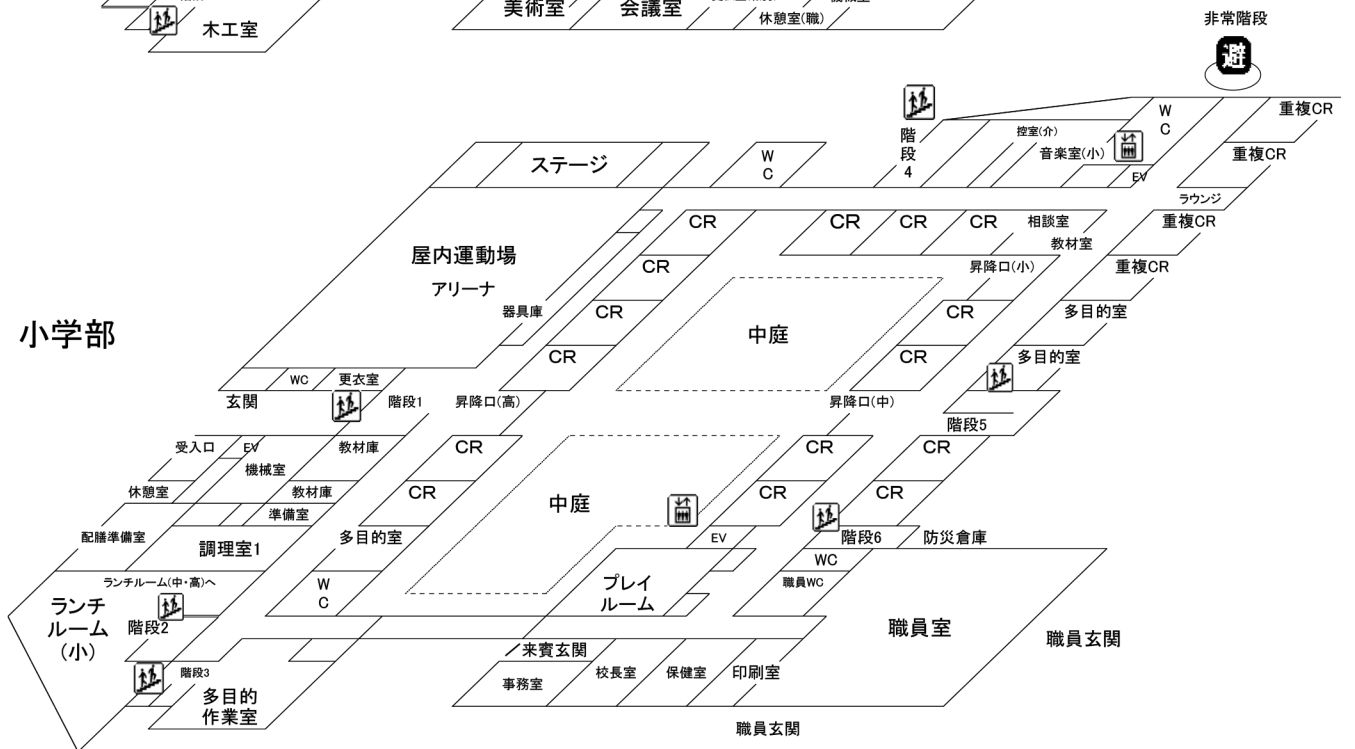 木工室
美術室
会議室
休憩室(職)
非常階段
避
重複CR
W
C
階
段
4
控室(介)
音楽室(小)
EV
重複CR
ステージ
W
C
ラウンジ
CR
CR
CR
CR
相談室
重複CR
教材室
屋内運動場
アリーナ
CR
昇降口(小)
重複CR
器具庫
CR
中庭
CR
多目的室
小学部
CR
CR
多目的室
WC
更衣室
玄関
階段1
昇降口(高)
昇降口(中)
階段5
受入口
EV
教材庫
CR
CR
CR
機械室
休憩室
教材庫
CR
中庭
CR
CR
準備室
配膳準備室
調理室1
多目的室
EV
階段6
防災倉庫
WC
職員WC
ランチルーム(中・高)へ
W
C
プレイ
ルーム
ランチ
ルーム
(小)
階段2
職員室
職員玄関
来賓玄関
階段3
事務室
校長室
保健室
印刷室
多目的
作業室
職員玄関